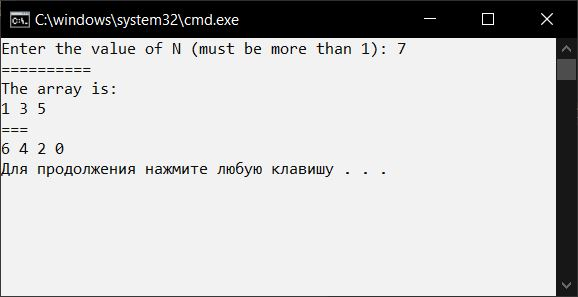 C:\windows\system32\cmd.exe
Enter the value of N (must be more than 1): 7
==========
The array is:
1 3 5
===
6 4 2 0
Для продолжения нажмите любую клавишу . . .